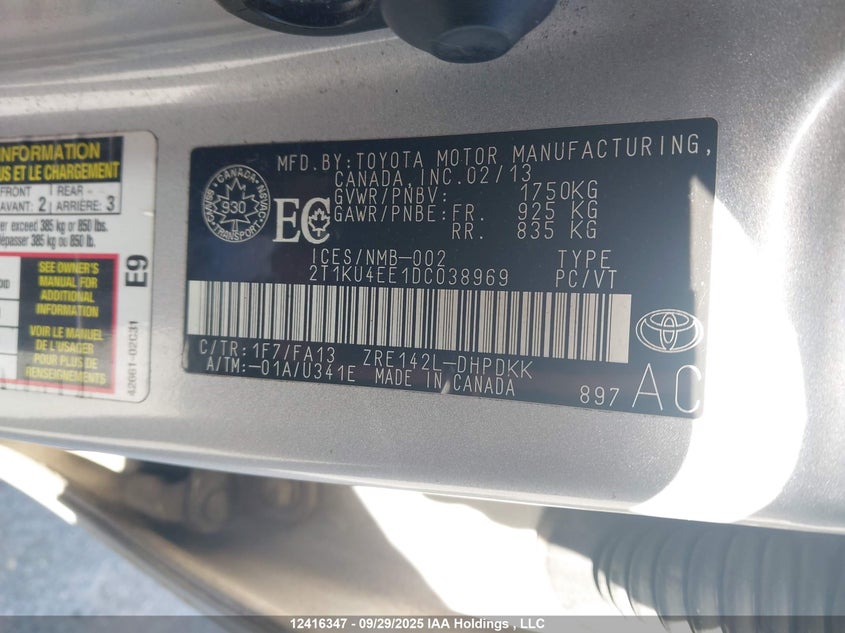 INFORMATION
US ET LE CHARGEMENT
FRONT
AVANT: 2
REAR
ARRIÈRE: 3
er exceed 385 kg or 850 lbs.
dépasser 385 kg ou 850 lb.
SEE OWNER'S
MANUAL FOR
ADDITIONAL
INFORMATION
VOIR LE MANUEL
DE L'USAGER
POUR PLUS DE
RENSEIGNEMENTS
E9
42661-02C31
MFD.BY:TOYOTA MOTOR MANUFACTURING,
CANADA,INC.02/13
GVWR/PNBV: 1750KG
GAWR/PNBE:FR. 925 KG
RR. 835 KG
CANADA
930
TRANSPORT
EC
ICES/NMB-002 TYPE
2T1KU4EE1DC038969 PC/VT
C/TR:1F7/FA13 ZRE142L-DHPDKK
A/TM:-01A/U341E MADE IN CANADA
897 AC
12416347 - 09/29/2025 IAA Holdings , LLC